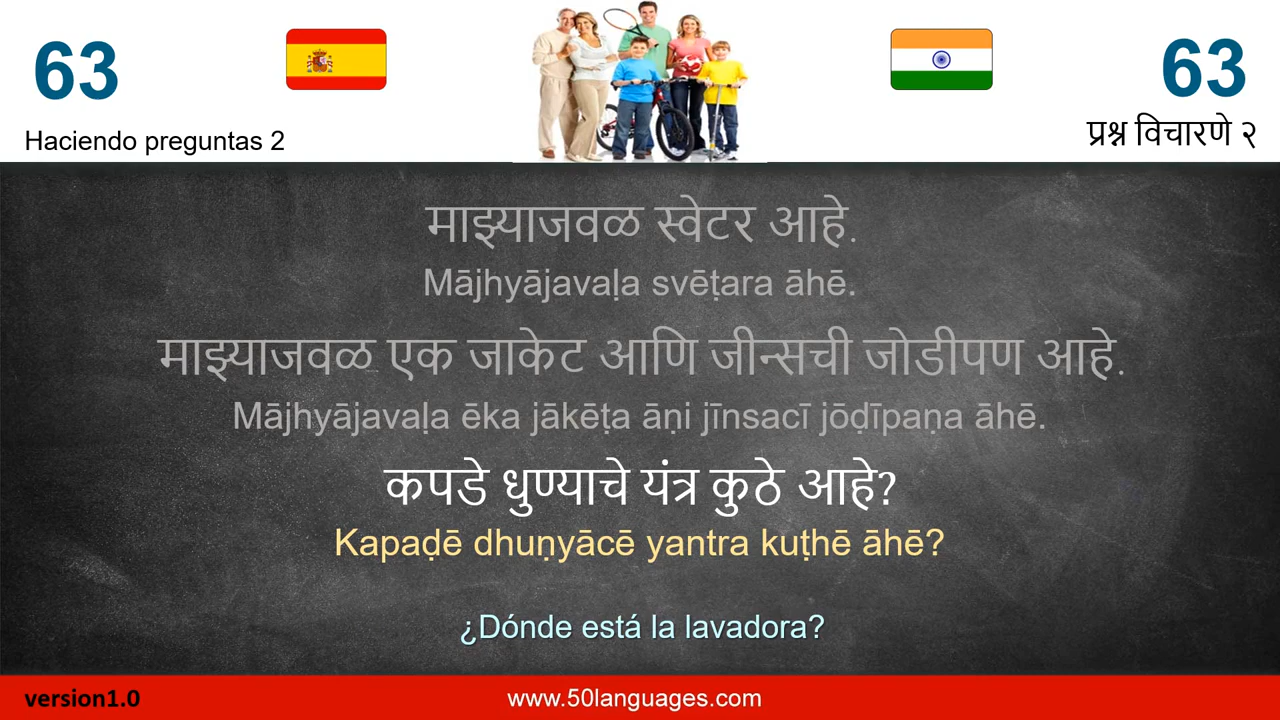 63
63
Haciendo preguntas 2
प्रश्न विचारणे २
माझ्याजवळ स्वेटर आहे.
Mājhyājavaḷa svēṭara āhē.
माझ्याजवळ एक जाकेट आणि जीन्सची जोडीपण आहे.
Mājhyājavaḷa ēka jākēṭa āṇi jīnsacī jōḍīpaṇa āhē.
कपडे धुण्याचे यंत्र कुठे आहे?
Kapaḍē dhuṇyācē yantra kuṭhē āhē?
¿Dónde está la lavadora?
version1.0
www.50languages.com